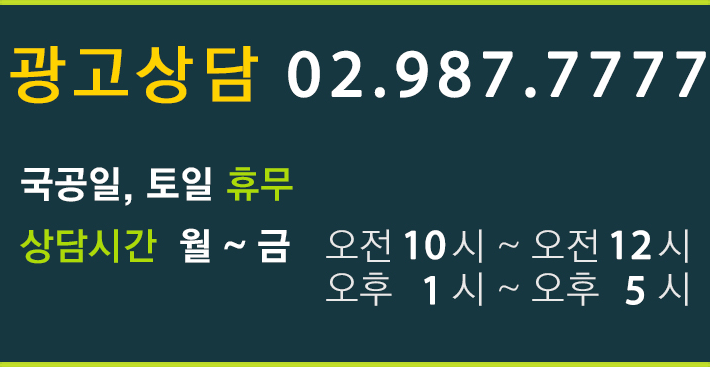 광고상담 02.987.7777
국공일, 토일 휴무
상담시간 월 ~ 금 오전 10 시 ~ 오전 12 시
오후 1 시 ~ 오후 5 시